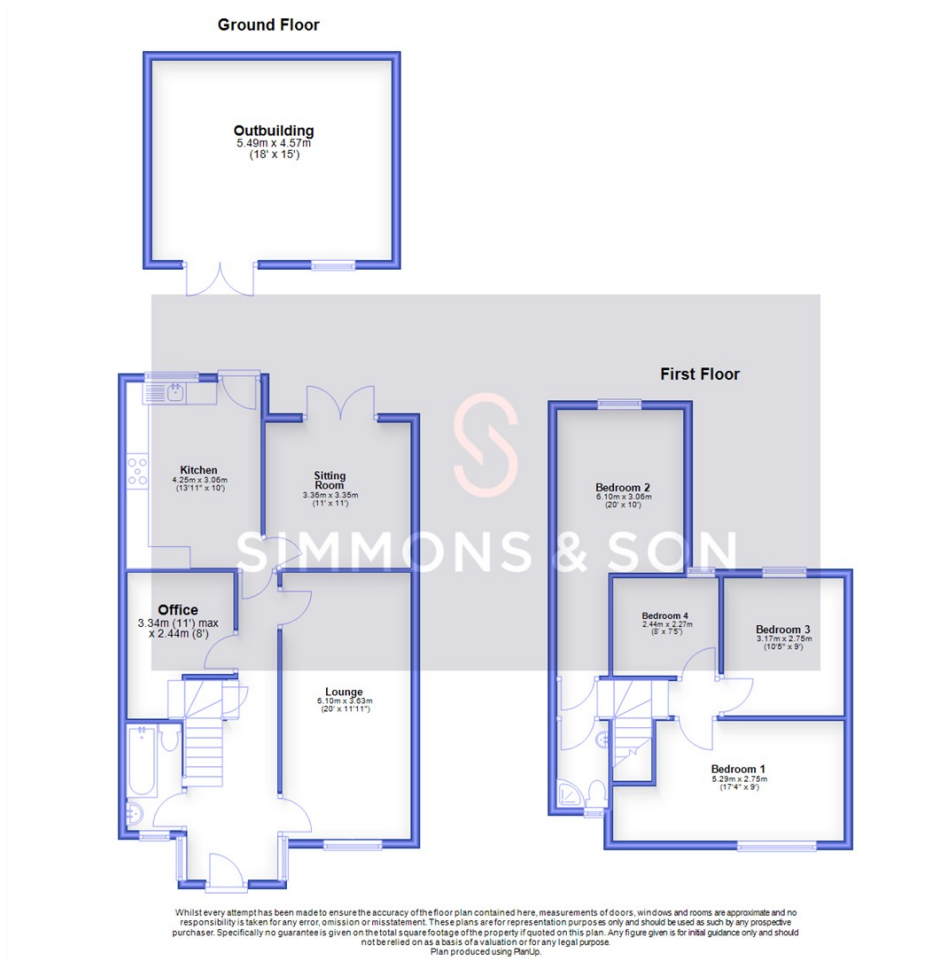 Ground Floor
Outbuilding
5.49m x 4.57m
(18' x 15')
First Floor
Kitchen
4.25m x 3.06m
(13'11" x 10')
Sitting
Room
3.36m x 3.35m
(11' x 11')
Bedroom 2
6.10m x 3.06m
(20' x 10')
SIMMONS & SON
Office
3.34m (11') max
x 2.44m (8')
Bedroom 4
2.44m x 2.27m
(8' x 7'5")
Bedroom 3
3.17m x 2.75m
(10'5" x 9')
Lounge
6.10m x 3.63m
(20' x 11'11")
Bedroom 1
5.29m x 2.75m
(17'4" x 9')
Whilst every attempt has been made to ensure the accuracy of the floor plan contained here, measurements of doors, windows and rooms are approximate and no
responsibility is taken for any error, omission or misstatement. These plans are for representation purposes only and should be used as such by any prospective
purchaser. Specifically no guarantee is given on the total square footage of the property if quoted on this plan. Any figure given is for initial guidance only and should
not be relied on as a basis of a valuation or for any legal purpose.
Plan produced using PlanUp.